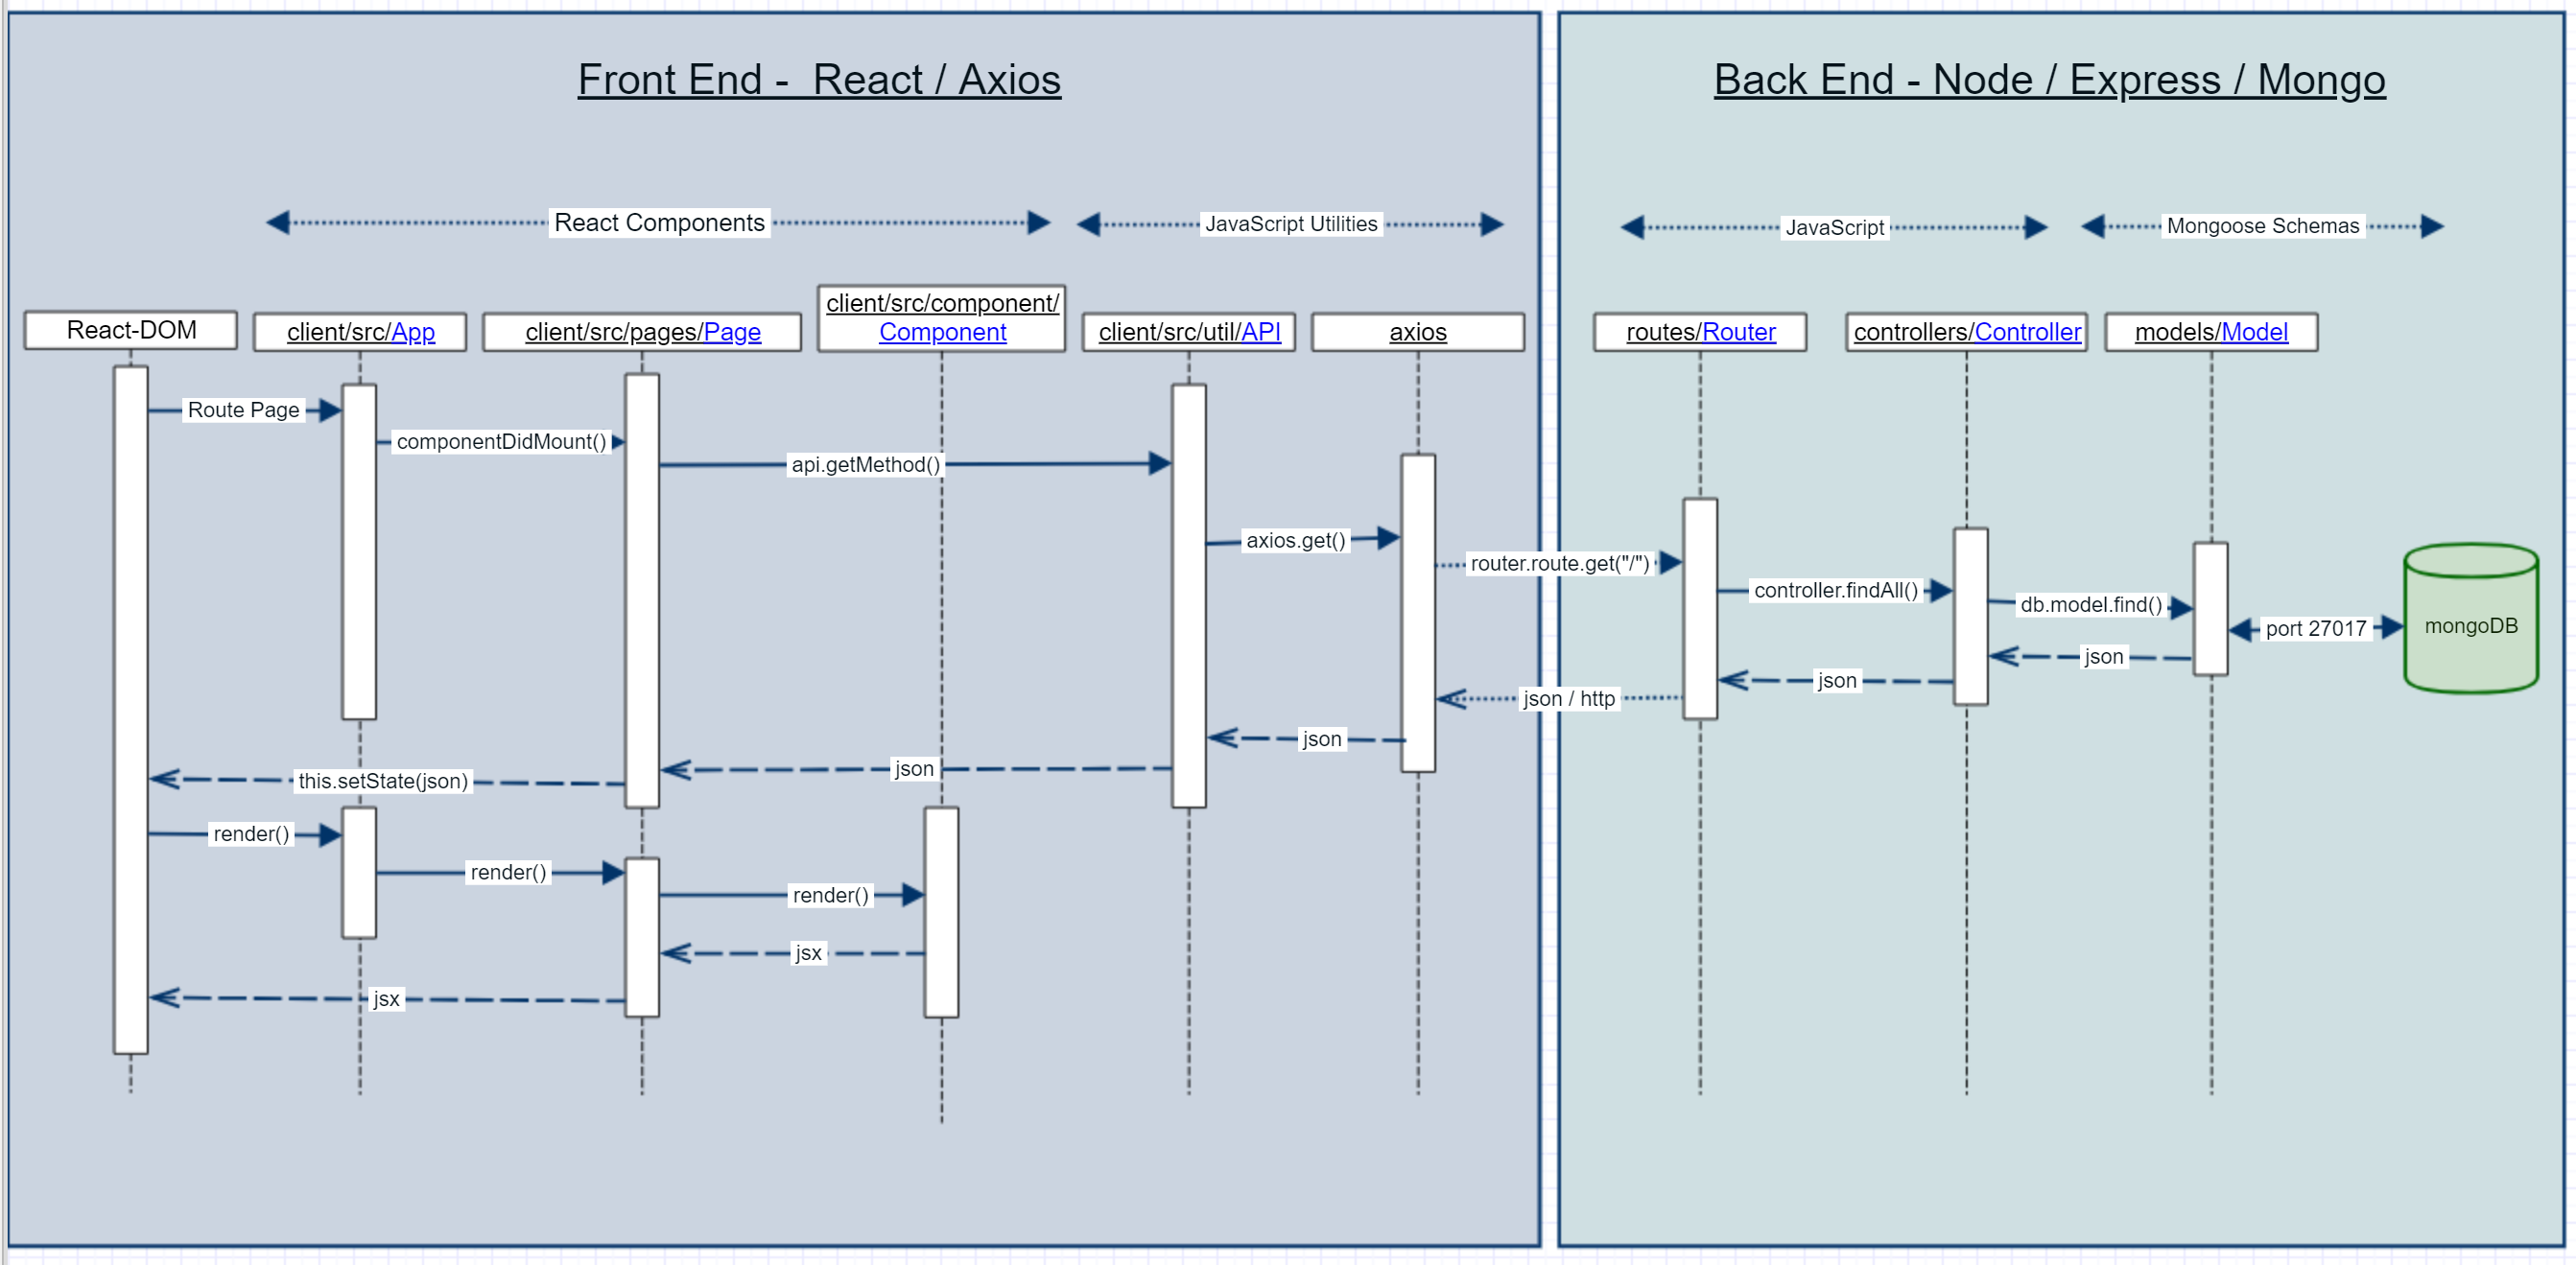 Front End -  React / Axios
Back End - Node / Express / Mongo
React Components
JavaScript Utilities
JavaScript
Mongoose Schemas
React-DOM
client/src/App
client/src/pages/Page
client/src/component/
Component
client/src/util/API
axios
routes/Router
controllers/Controller
models/Model
Route Page
componentDidMount()
api.getMethod()
axios.get()
router.route.get("/")
controller.findAll()
db.model.find()
port 27017
mongoDB
json
json
json / http
json
json
this.setState(json)
render()
render()
render()
jsx
jsx